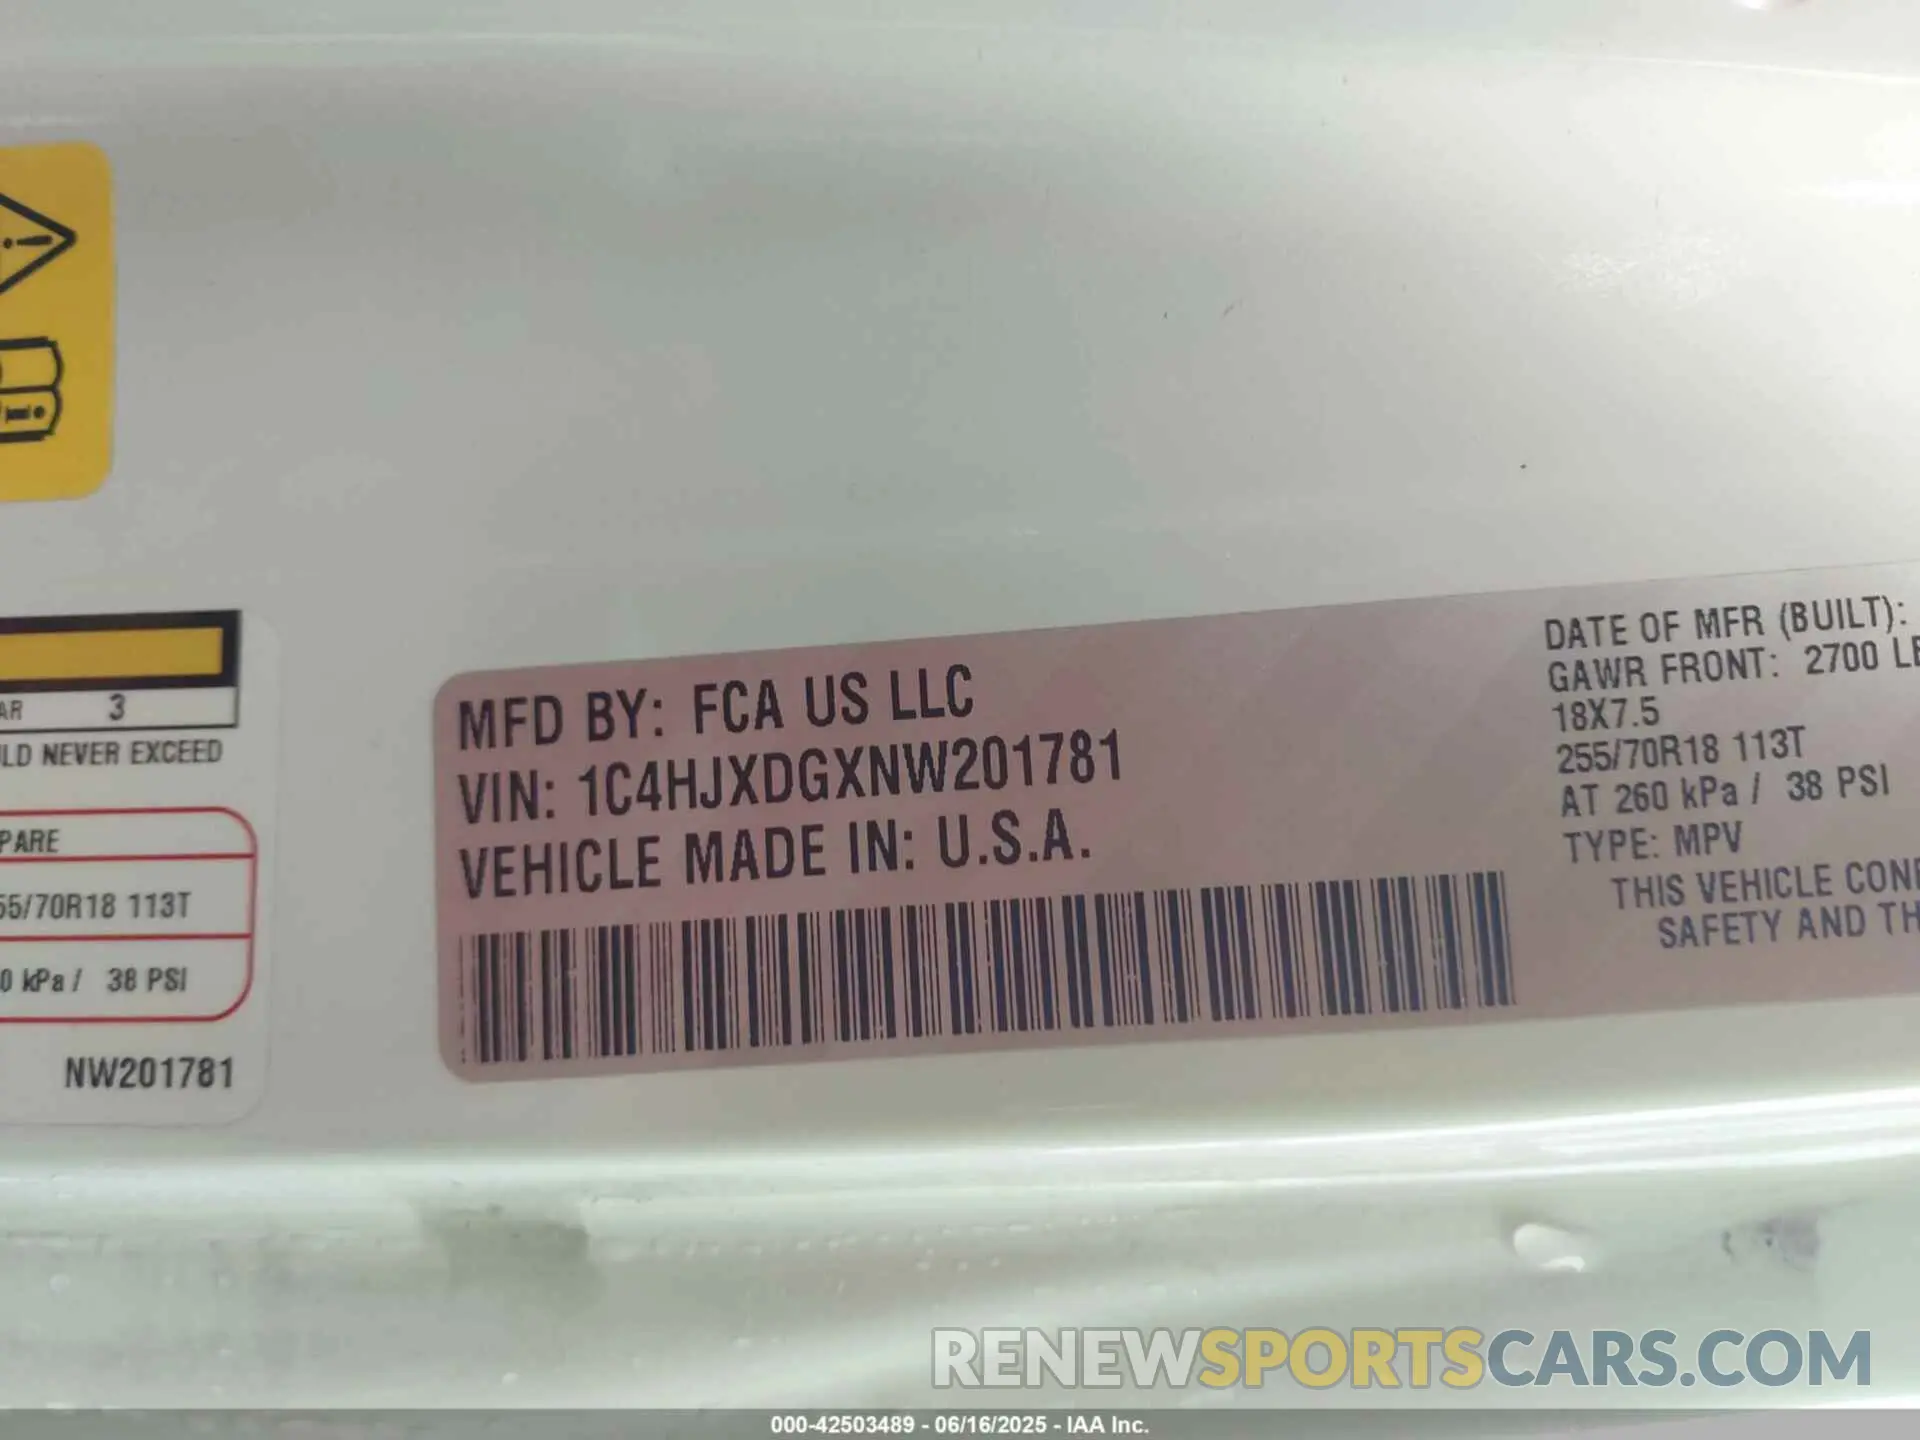 AR 3
LD NEVER EXCEED
PARE
55/70R18 113T
0 kPa / 38 PSI
NW201781
MFD BY: FCA US LLC
VIN: 1C4HJXDGXNW201781
VEHICLE MADE IN: U.S.A.
DATE OF MFR (BUILT):
GAWR FRONT: 2700 LB
18X7.5
255/70R18 113T
AT 260 kPa / 38 PSI
TYPE: MPV
THIS VEHICLE CONF
SAFETY AND TH
RENEWSPORTSCARS.COM
000-42503489 - 06/16/2025 - IAA Inc.